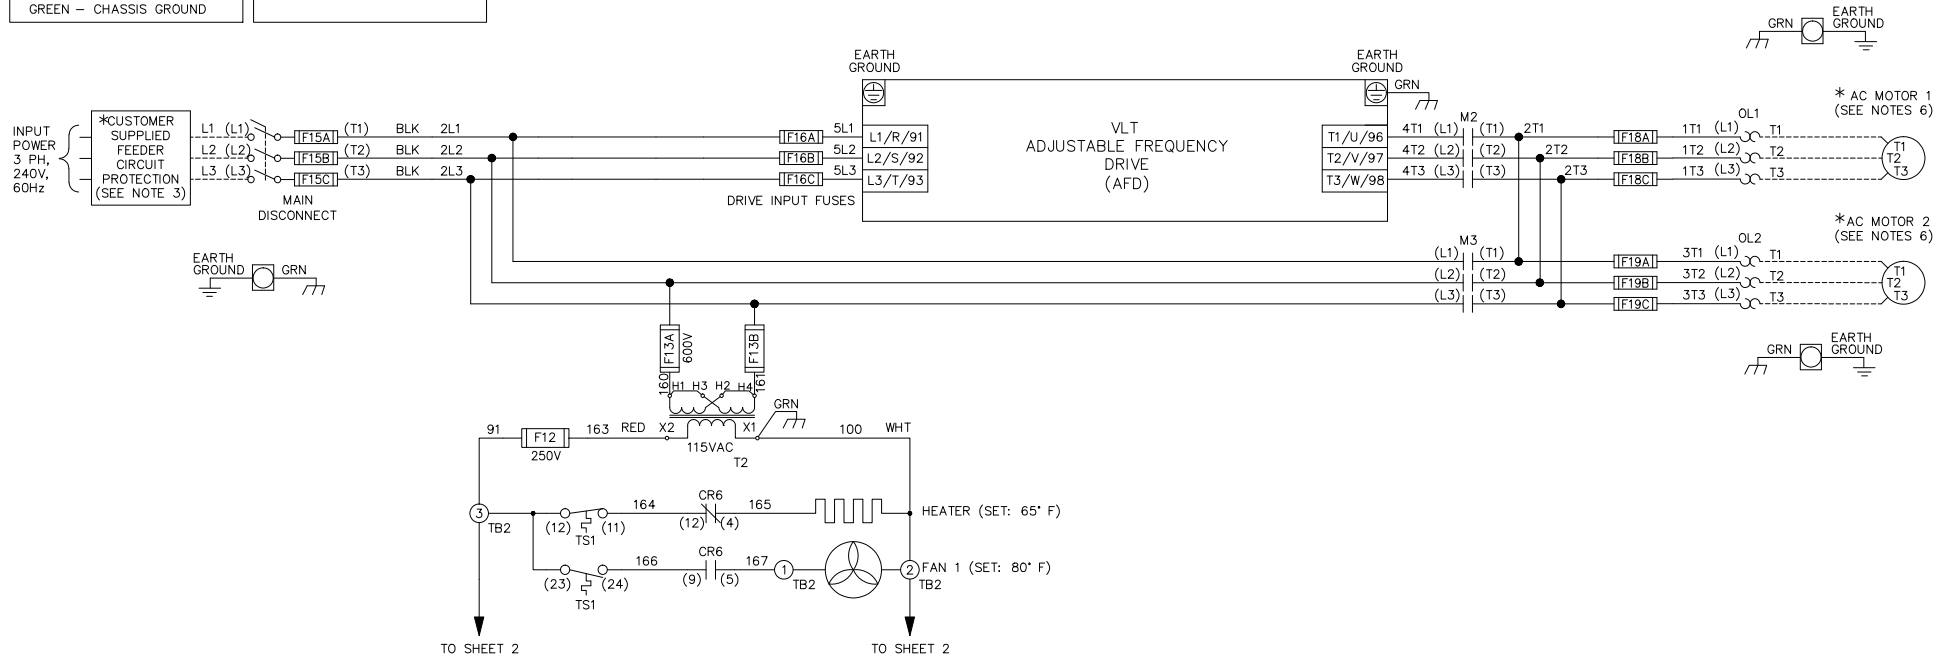 GREEN – CHASSIS GROUND
EARTH
GROUND
GRN
EARTH
GROUND
EARTH
GROUND
GRN
INPUT
POWER
3 PH,
240V,
60Hz
*CUSTOMER
SUPPLIED
FEEDER
CIRCUIT
PROTECTION
(SEE NOTE 3)
L1 (L1) F15A (T1) BLK 2L1 F16A 5L1 L1/R/91
L2 (L2) F15B (T2) BLK 2L2 F16B 5L2 L2/S/92
L3 (L3) F15C (T3) BLK 2L3 F16C 5L3 L3/T/93
MAIN
DISCONNECT
DRIVE INPUT FUSES
VLT
ADJUSTABLE FREQUENCY
DRIVE
(AFD)
M2
T1/U/96 4T1 (L1) (T1) 2T1 F18A 1T1 (L1) T1
T2/V/97 4T2 (L2) (T2) 2T2 F18B 1T2 (L2) T2
T3/W/98 4T3 (L3) (T3) 2T3 F18C 1T3 (L3) T3
OL1
* AC MOTOR 1
(SEE NOTES 6)
T1
T2
T3
EARTH
GROUND
GRN
M3
(L1) (T1) F19A 3T1 (L1) T1
(L2) (T2) F19B 3T2 (L2) T2
(L3) (T3) F19C 3T3 (L3) T3
OL2
*AC MOTOR 2
(SEE NOTES 6)
T1
T2
T3
GRN
EARTH
GROUND
F13A
600V
F13B
160
161
H1 H3 H2 H4
GRN
91 F12 163 RED X2 X1 100 WHT
250V
115VAC
T2
3
TB2
(12) TS1 (11) 164 CR6 (12) (4) 165
HEATER (SET: 65° F)
(23) TS1 (24) 166 CR6 (9) (5) 167 1 TB2
2
TB2
FAN 1 (SET: 80° F)
TO SHEET 2
TO SHEET 2